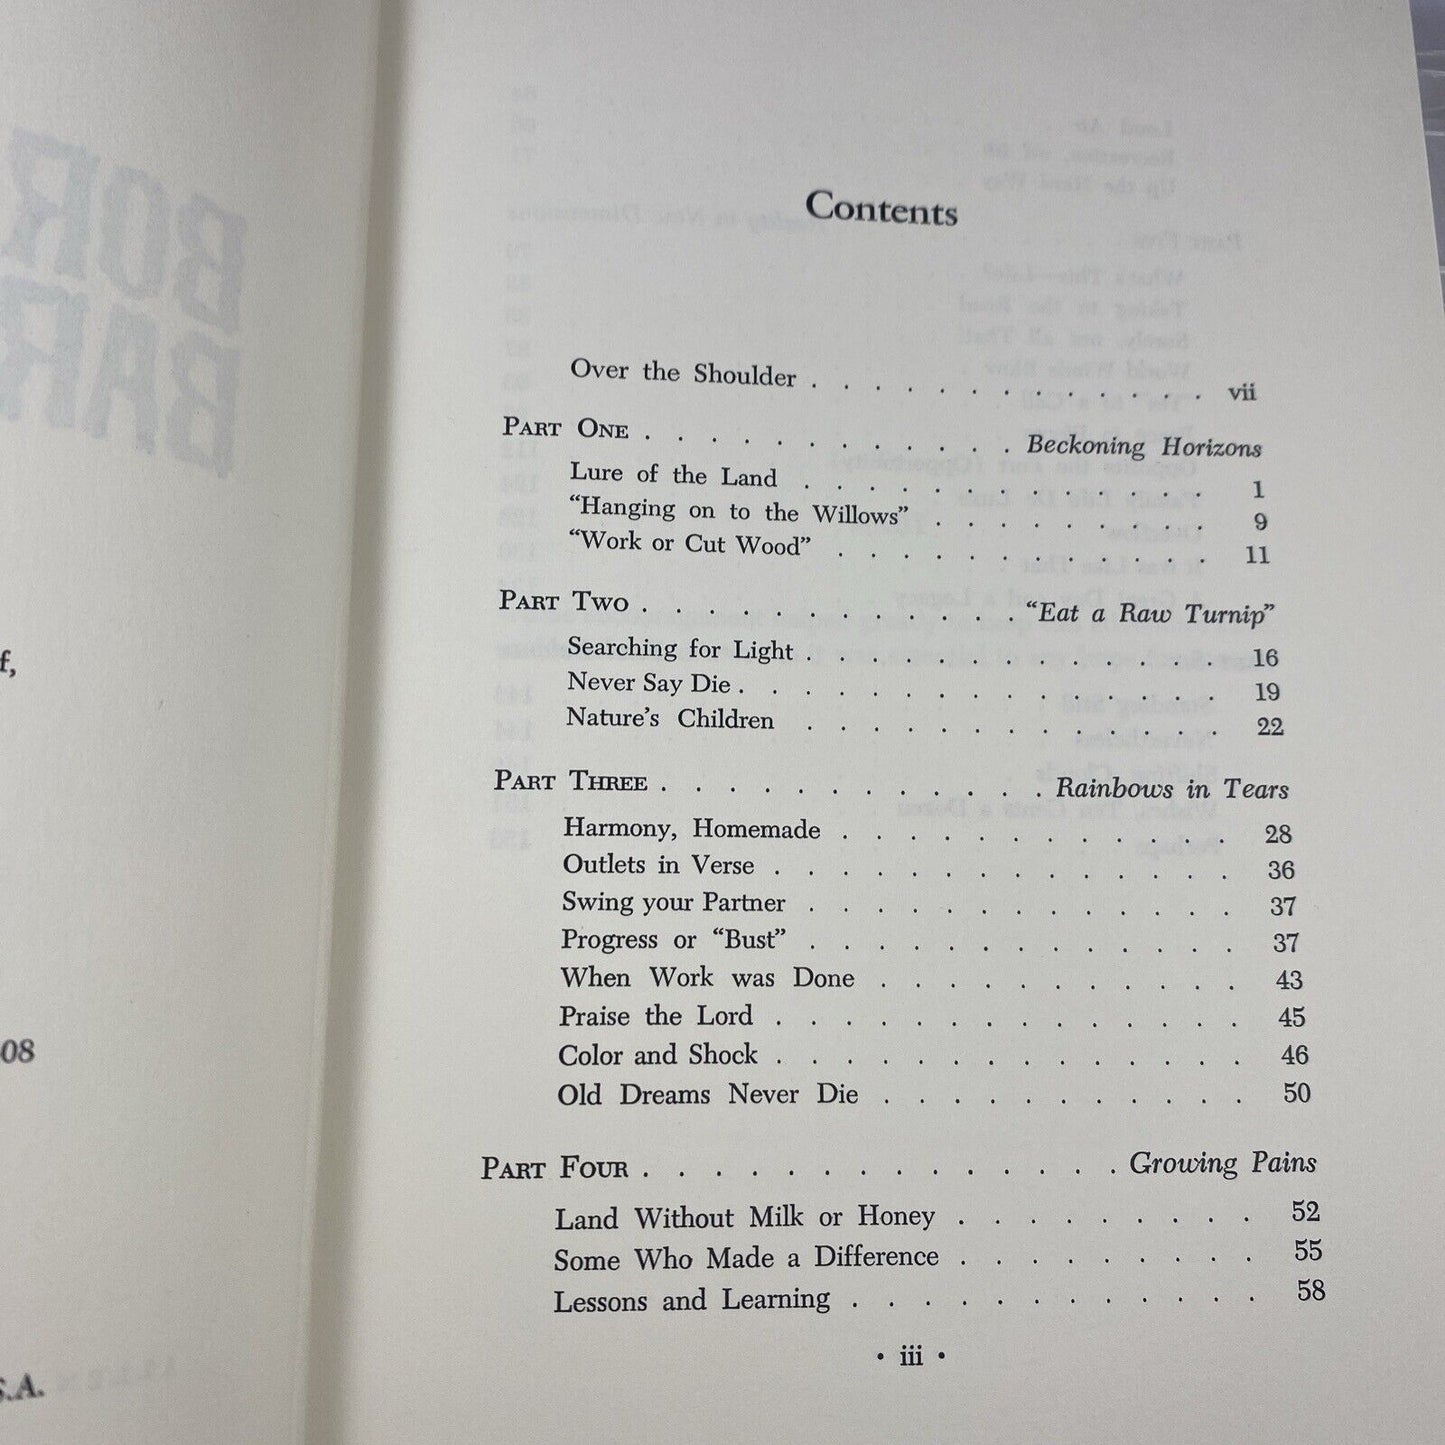 f,
08
S.A.
Contents
Over the Shoulder . . . . . . . . . . . . vii
PART ONE . . . . . . . . . . . Beckoning Horizons
Lure of the Land . . . . . . . . . . . . . 1
“Hanging on to the Willows” . . . . . . . . . 9
“Work or Cut Wood” . . . . . . . . . . . . 11
PART TWO . . . . . . . . . . . . “Eat a Raw Turnip”
Searching for Light . . . . . . . . . . . . . 16
Never Say Die . . . . . . . . . . . . . . . 19
Nature’s Children . . . . . . . . . . . . . 22
PART THREE . . . . . . . . . . . . Rainbows in Tears
Harmony, Homemade . . . . . . . . . . . . 28
Outlets in Verse . . . . . . . . . . . . . . 36
Swing your Partner . . . . . . . . . . . . . 37
Progress or “Bust” . . . . . . . . . . . . . 37
When Work was Done . . . . . . . . . . . 43
Praise the Lord . . . . . . . . . . . . . . 45
Color and Shock . . . . . . . . . . . . . . 46
Old Dreams Never Die . . . . . . . . . . . 50
PART FOUR . . . . . . . . . . . . . . Growing Pains
Land Without Milk or Honey . . . . . . . . . 52
Some Who Made a Difference . . . . . . . . . 55
Lessons and Learning . . . . . . . . . . . . 58
• iii •